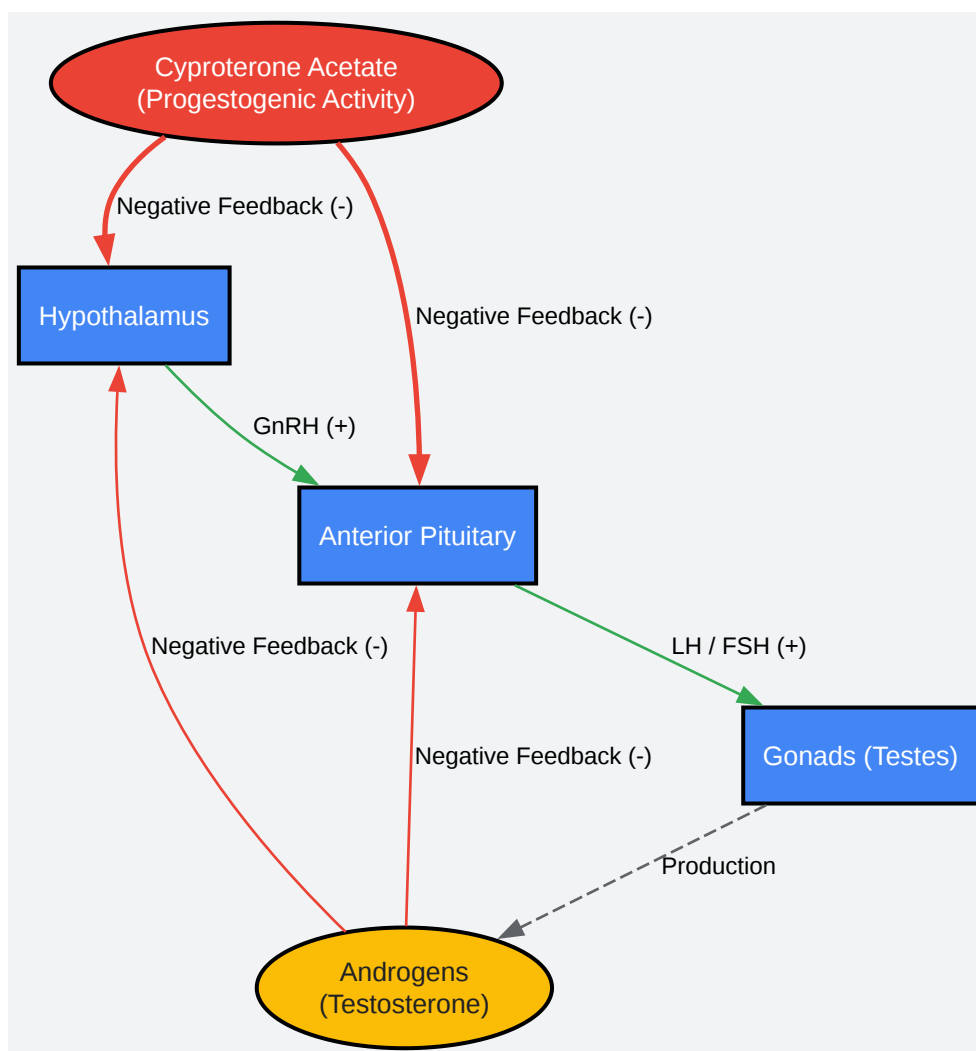 Cyproterone Acetate
(Progestogenic Activity)
Negative Feedback (-)
Hypothalamus
Negative Feedback (-)
GnRH (+)
Anterior Pituitary
Negative Feedback (-)
LH / FSH (+)
Negative Feedback (-)
Gonads (Testes)
Production
Androgens
(Testosterone)